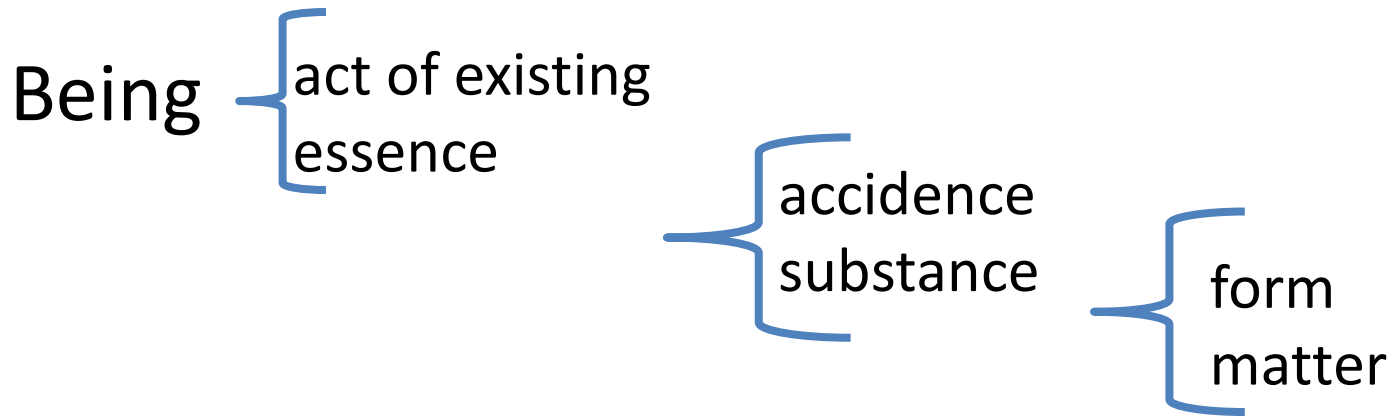 Being
act of existing
essence
accidence
substance
form
matter